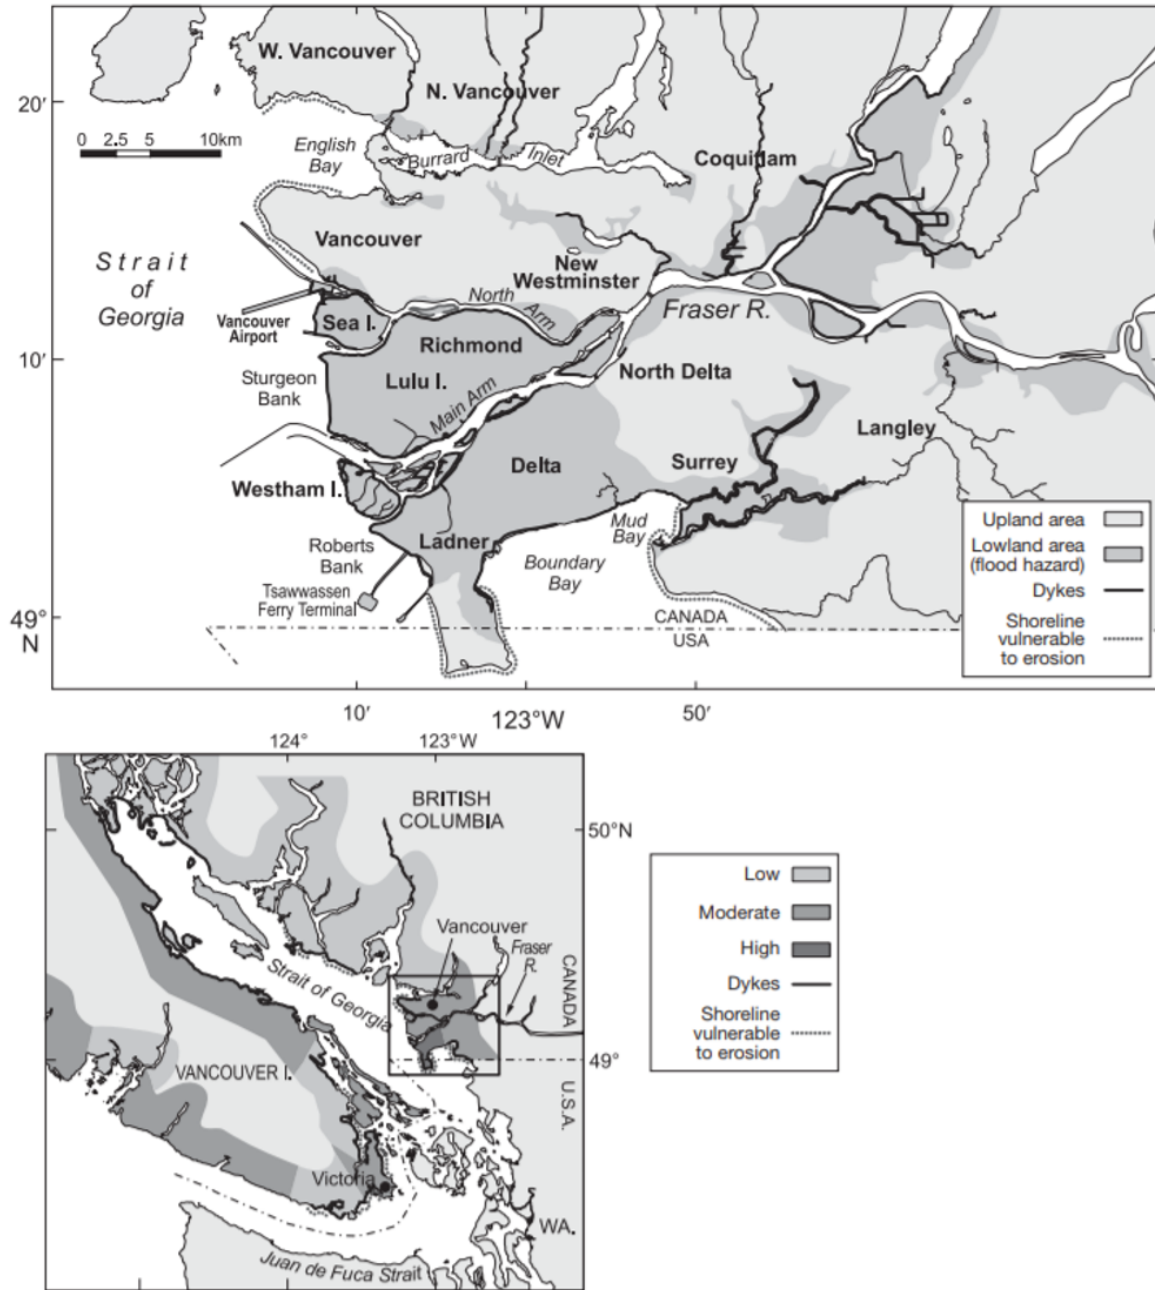 W. Vancouver
20′
N. Vancouver
0 2.5 5 10km
English
Bay
Burrard
Inlet
Coquitlam
Vancouver
Strait
of
Georgia
New
Westminster
North
Arm
Fraser R.
Vancouver
Airport
Sea I.
Richmond
10′
North Delta
Sturgeon
Bank
Lulu I.
Main Arm
Langley
Delta
Surrey
Westham I.
Mud
Bay
Roberts
Bank
Ladner
Boundary
Bay
Tsawwassen
Ferry Terminal
49°
N
CANADA
USA
Upland area
Lowland area
(flood hazard)
Dykes
Shoreline
vulnerable
to erosion
10′
123°W
50′
124°
123°W
BRITISH
COLUMBIA
50°N
Vancouver
Fraser
R.
CANADA
Strait of Georgia
49°
VANCOUVER I.
U.S.A.
Victoria
WA.
Juan de Fuca Strait
Low
Moderate
High
Dykes
Shoreline
vulnerable
to erosion